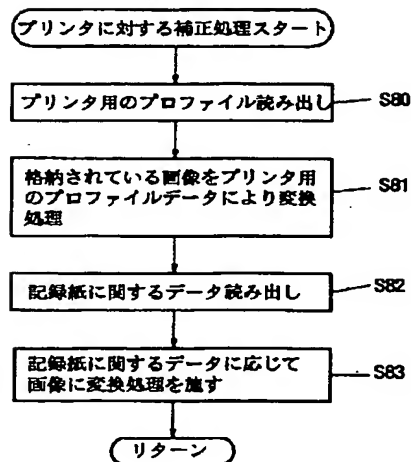 プリンタに対する補正処理スタート
プリンタ用のプロファイル読み出し
S80
格納されている画像をプリンタ用
のプロファイルデータにより変換
処理
S81
記録紙に関するデータ読み出し
S82
記録紙に関するデータに応じて
画像に変換処理を施す
S83
リターン